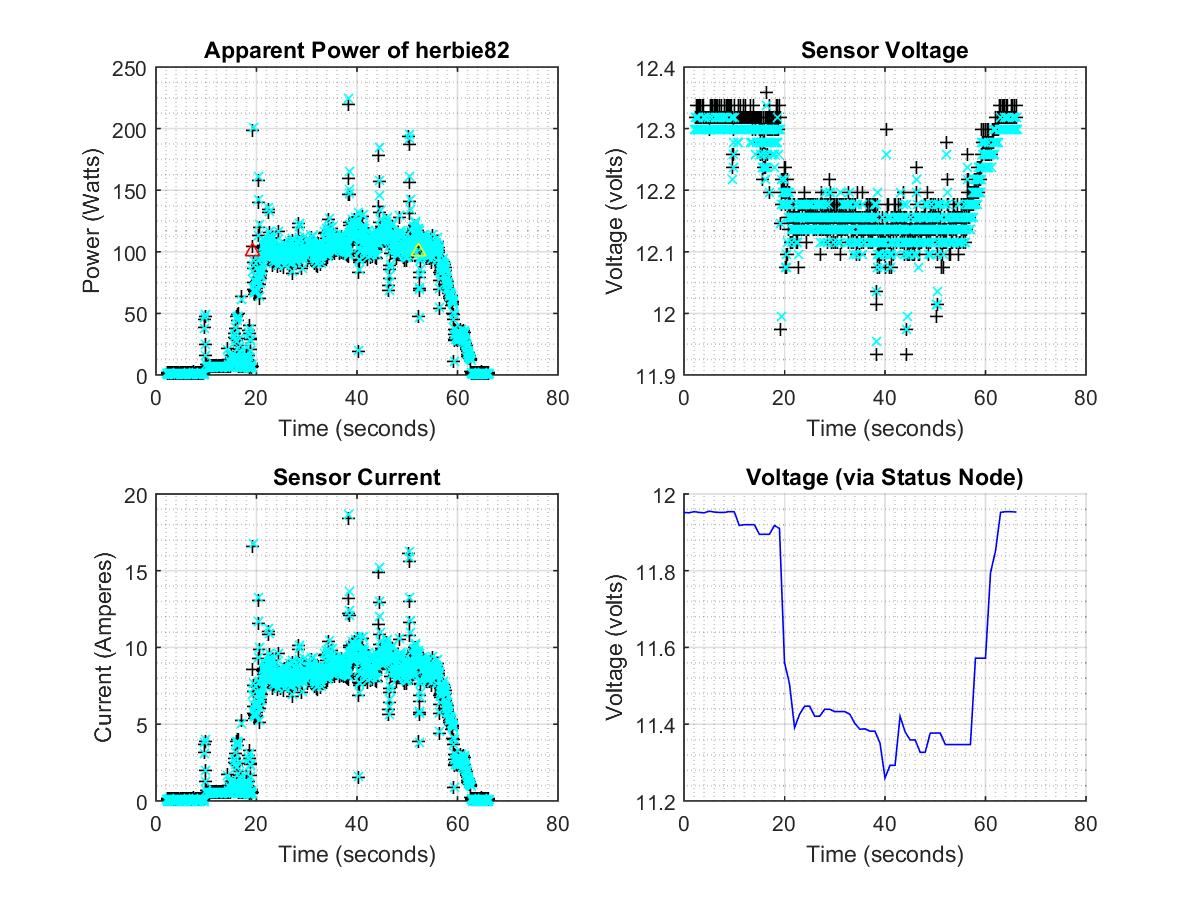 Apparent Power of herbie82
250
200
150
100
50
0
Power (Watts)
0 20 40 60 80
Time (seconds)
Sensor Voltage
12.4
12.3
12.2
12.1
12
11.9
Voltage (volts)
0 20 40 60 80
Time (seconds)
Sensor Current
20
15
10
5
0
Current (Amperes)
0 20 40 60 80
Time (seconds)
Voltage (via Status Node)
12
11.8
11.6
11.4
11.2
Voltage (volts)
0 20 40 60 80
Time (seconds)